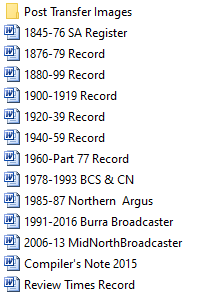 Post Transfer Images
1845-76 SA Register
1876-79 Record
1880-99 Record
1900-1919 Record
1920-39 Record
1940-59 Record
1960-Part 77 Record
1978-1993 BCS & CN
1985-87 Northern  Argus
1991-2016 Burra Broadcaster
2006-13 MidNorthBroadcaster
Compiler's Note 2015
Review Times Record